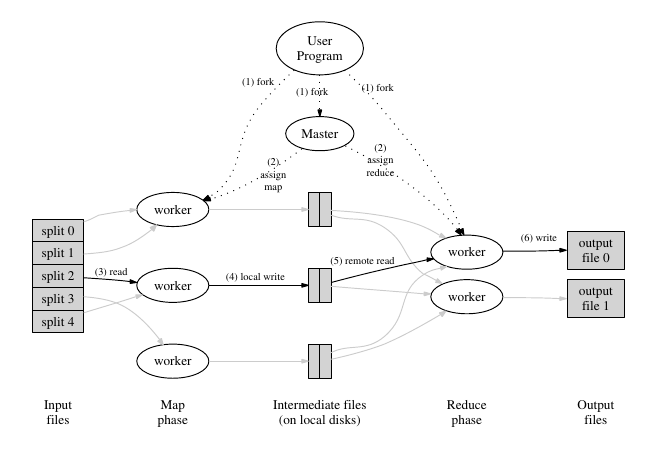 User
Program
(1) fork
(1) fork
(1) fork
Master
(2)
assign
map
(2)
assign
reduce
worker
split 0
split 1
split 2
split 3
split 4
(3) read
worker
(4) local write
(5) remote read
worker
(6) write
output
file 0
worker
output
file 1
worker
Input
files
Map
phase
Intermediate files
(on local disks)
Reduce
phase
Output
files